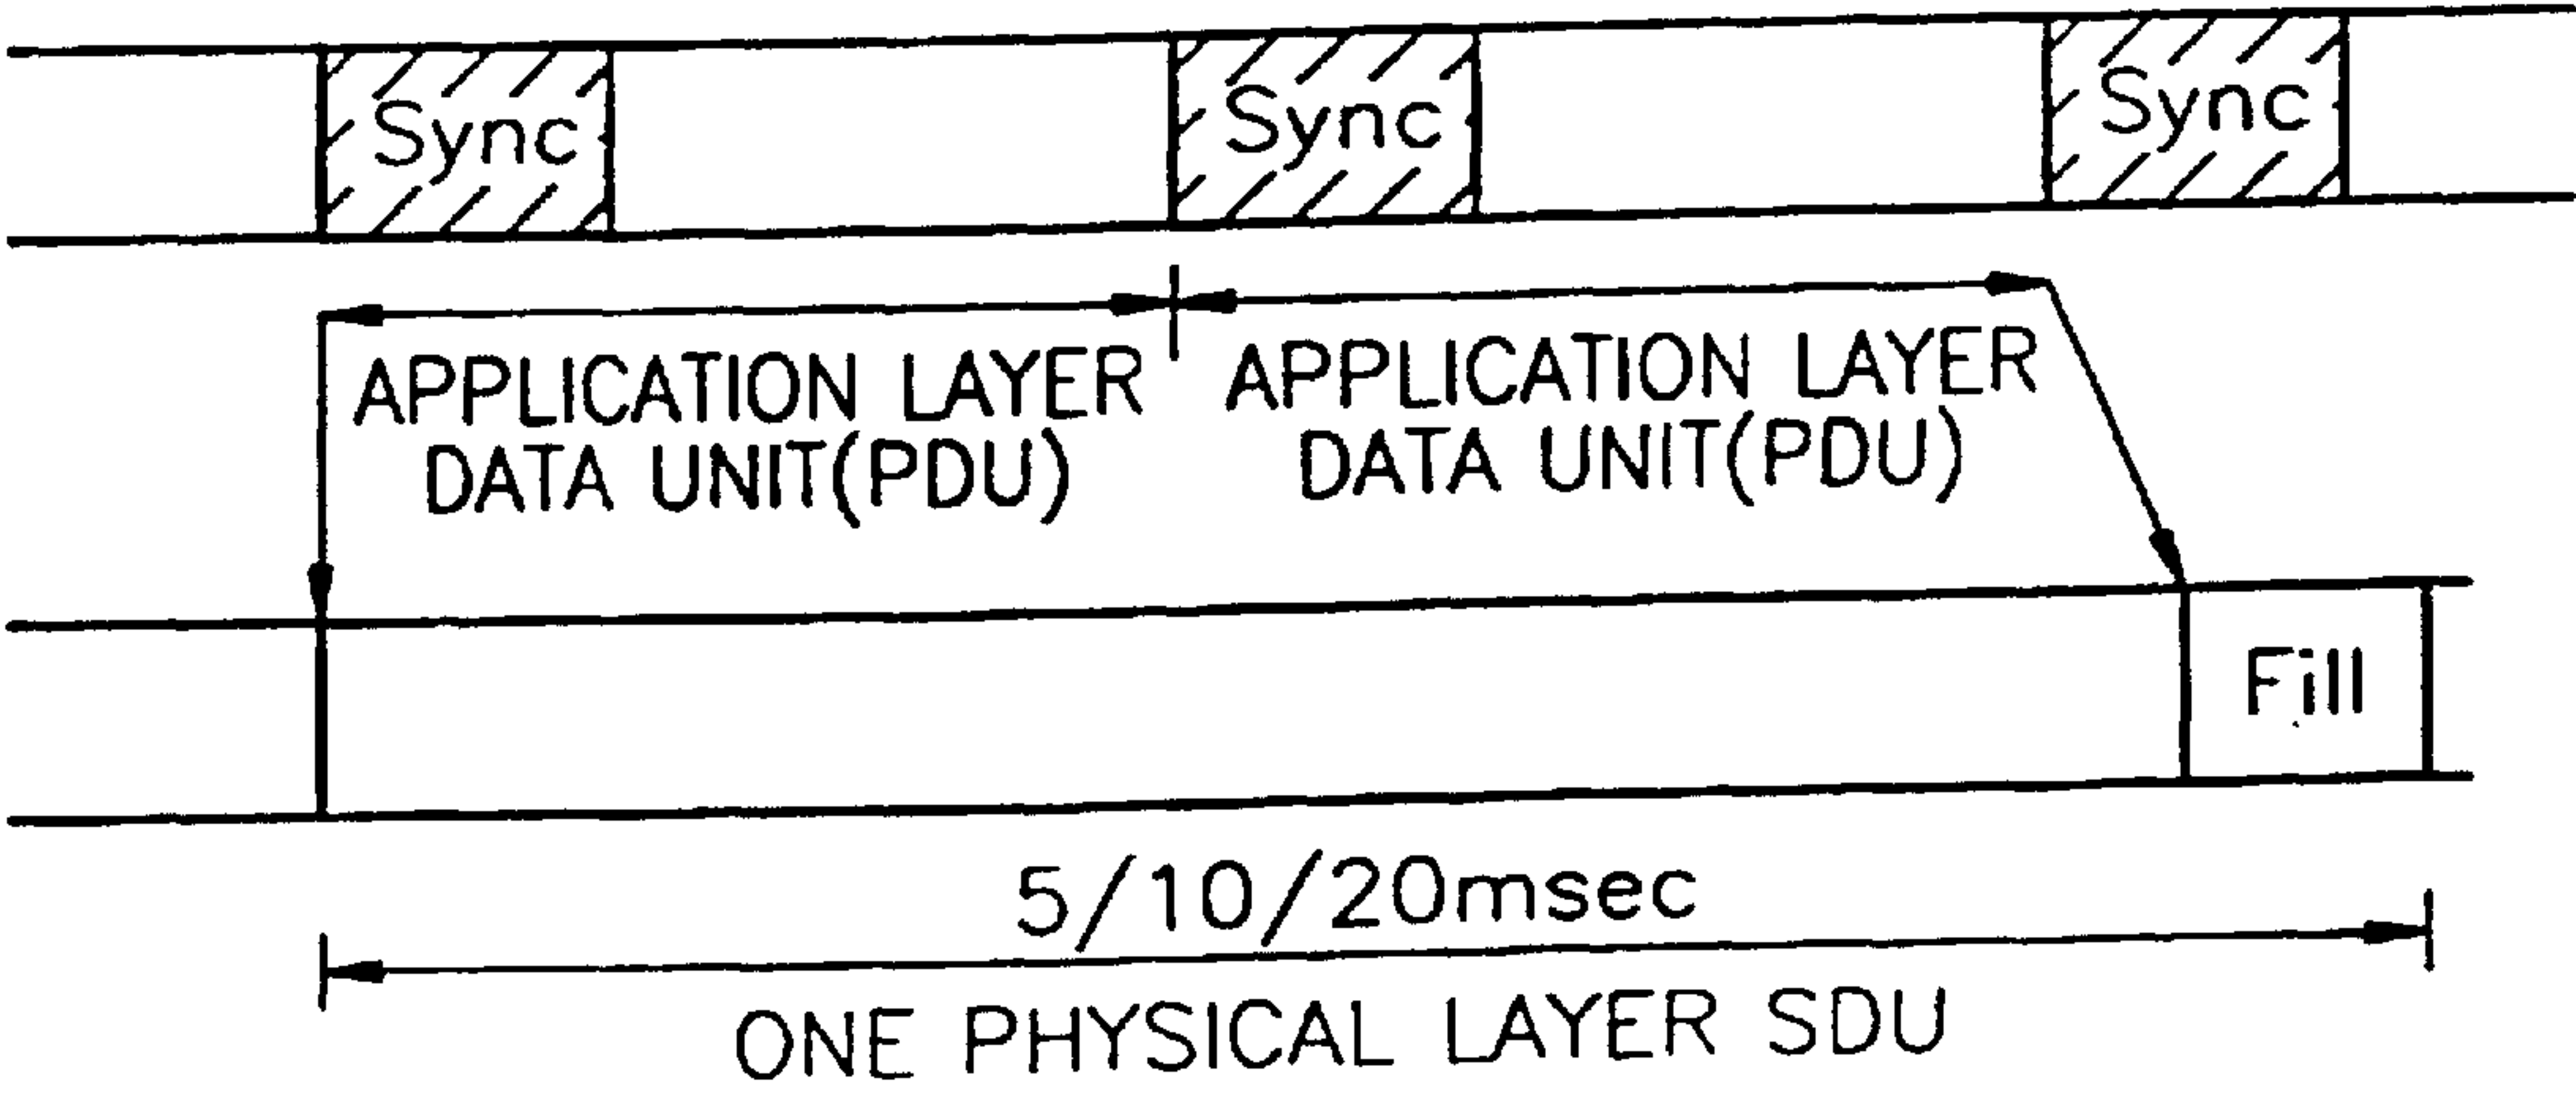 Sync Sync Sync
APPLICATION LAYER APPLICATION LAYER
DATA UNIT(PDU) DATA UNIT(PDU)
Fill
5/10/20msec
ONE PHYSICAL LAYER SDU